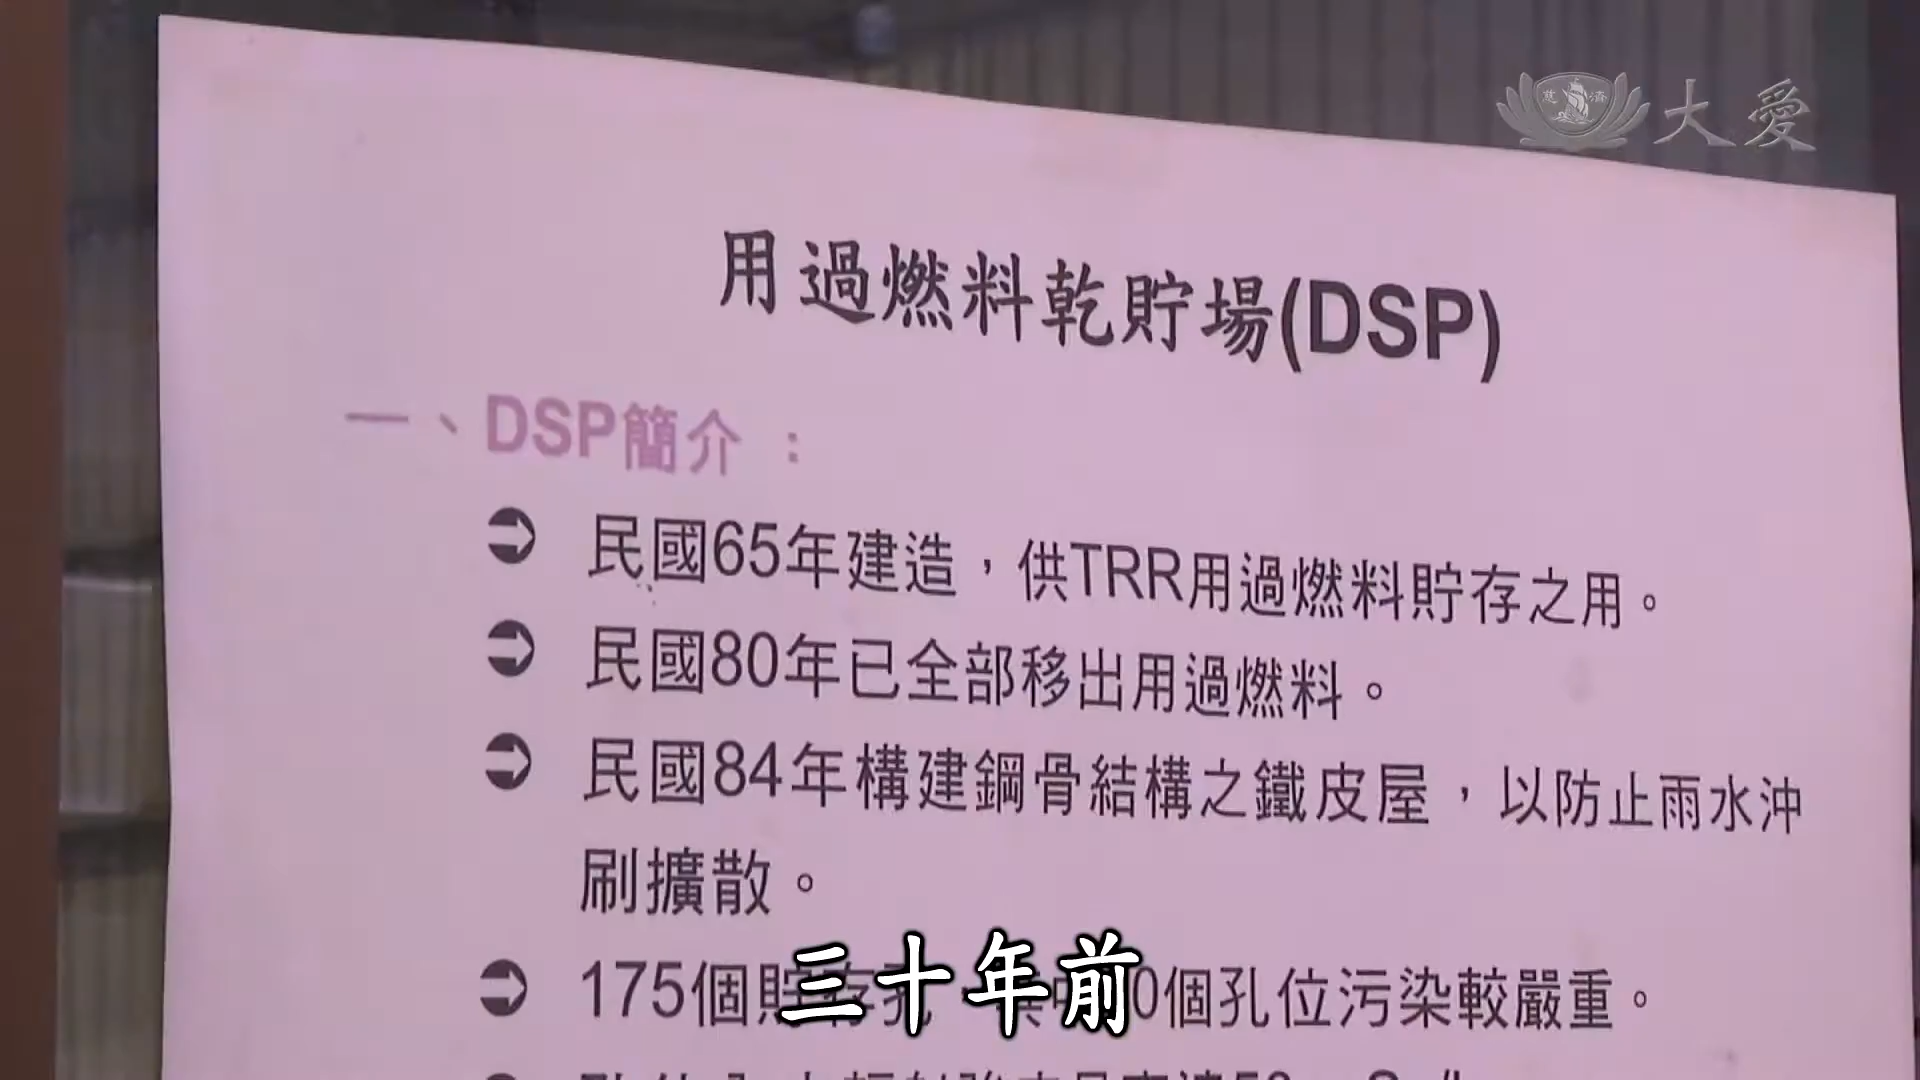 慈濟 大愛
用過燃料乾貯場(DSP)
一、DSP簡介：
民國65年建造，供TRR用過燃料貯存之用。
民國80年已全部移出用過燃料。
民國84年構建鋼骨結構之鐵皮屋，以防止雨水沖
刷擴散。
175個 0個孔位污染較嚴重。
三十年前